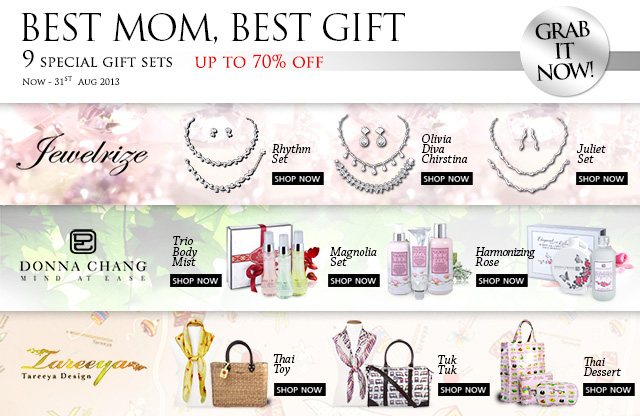 BEST MOM, BEST GIFT
9 SPECIAL GIFT SETS UP TO 70% OFF
NOW - 31ST AUG 2013
GRAB
IT
NOW!
Jewelrize
Rhythm
Set
SHOP NOW
Olivia
Diva
Chirstina
SHOP NOW
Juliet
Set
SHOP NOW
DONNA CHANG
MIND AT EASE
Trio
Body
Mist
SHOP NOW
Magnolia
Set
SHOP NOW
Harmonizing
Rose
SHOP NOW
Tareeya
Tareeya Design
Thai
Toy
SHOP NOW
Tuk
Tuk
SHOP NOW
Thai
Dessert
SHOP NOW